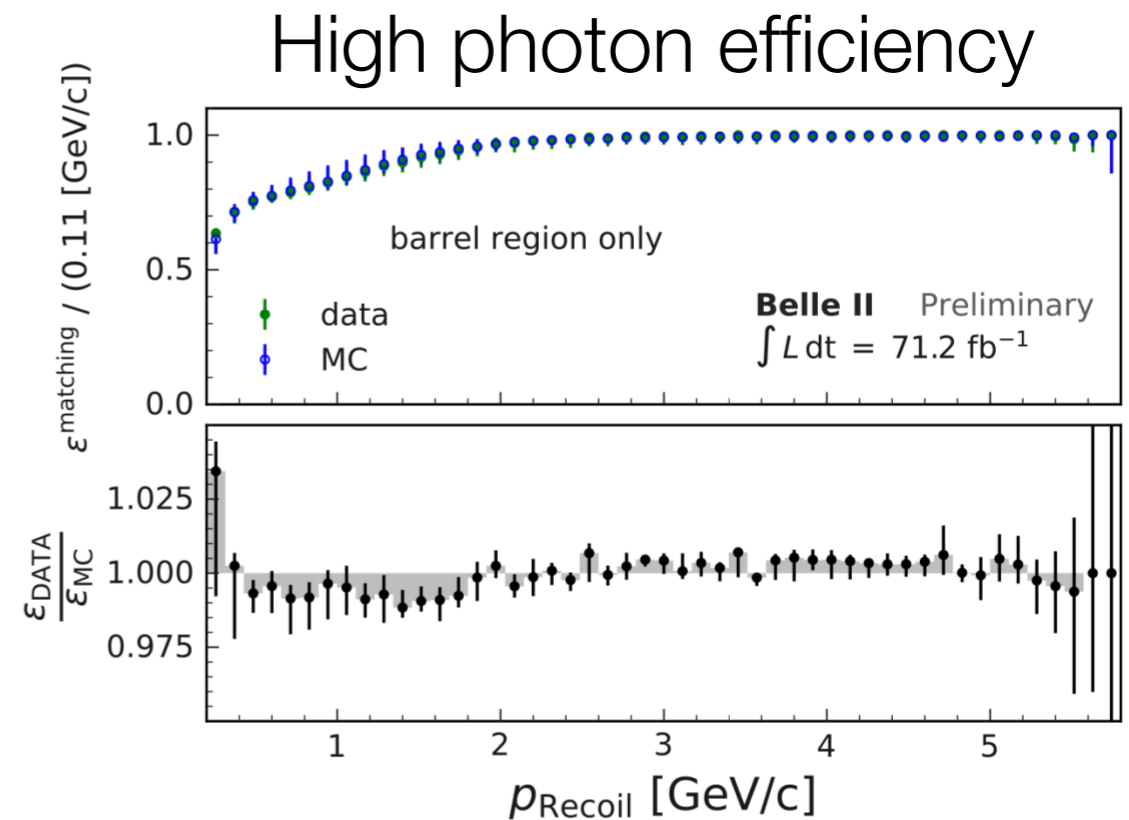 High photon efficiency
ε^matching / (0.11 [GeV/c])
1.0
0.5
0.0
barrel region only
data
MC
Belle II Preliminary
∫ L dt = 71.2 fb⁻¹
ε_DATA
ε_MC
1.025
1.000
0.975
1 2 3 4 5
p_Recoil [GeV/c]